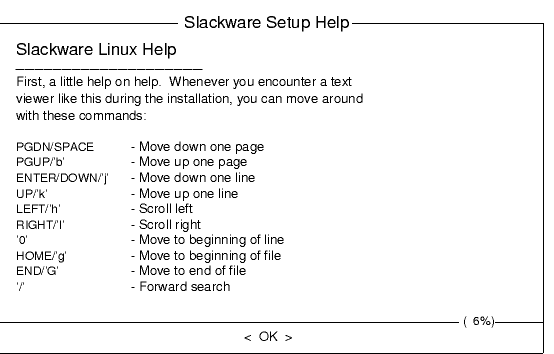 Slackware Setup Help
Slackware Linux Help
First, a little help on help.  Whenever you encounter a text
viewer like this during the installation, you can move around
with these commands:
PGDN/SPACE - Move down one page
PGUP/'b' - Move up one page
ENTER/DOWN/'j' - Move down one line
UP/'k' - Move up one line
LEFT/'h' - Scroll left
RIGHT/'l' - Scroll right
'0' - Move to beginning of line
HOME/'g' - Move to beginning of file
END/'G' - Move to end of file
'/' - Forward search
( 6%)
< OK >